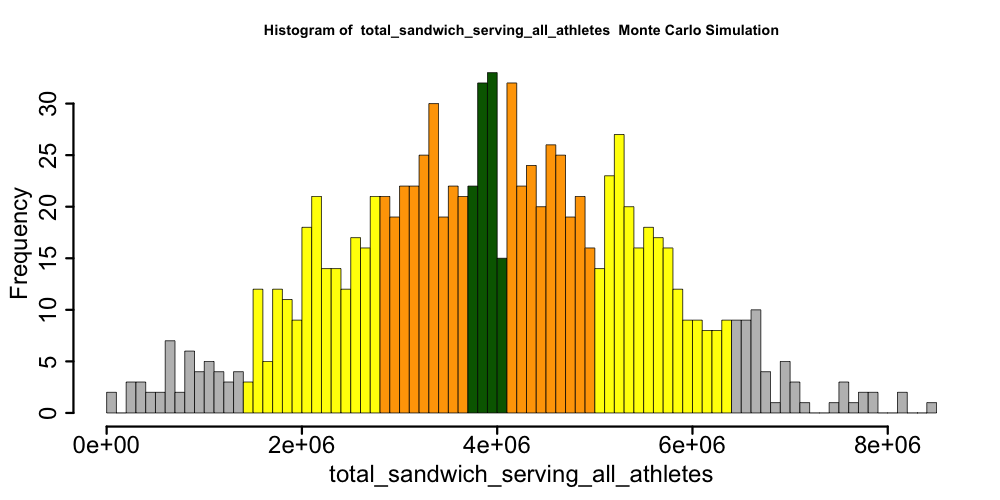 Histogram of  total_sandwich_serving_all_athletes  Monte Carlo Simulation
Frequency
30
25
20
15
10
5
0
0e+00 2e+06 4e+06 6e+06 8e+06
total_sandwich_serving_all_athletes